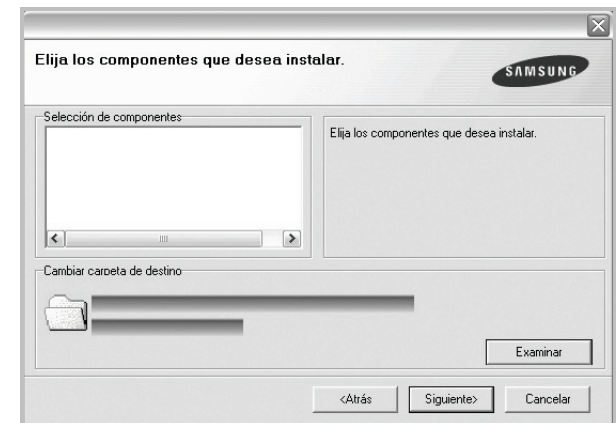 Elija los componentes que desea instalar.
SAMSUNG
Selección de componentes
Elija los componentes que desea instalar.
Cambiar carpeta de destino
Examinar
<Atrás
Siguiente>
Cancelar